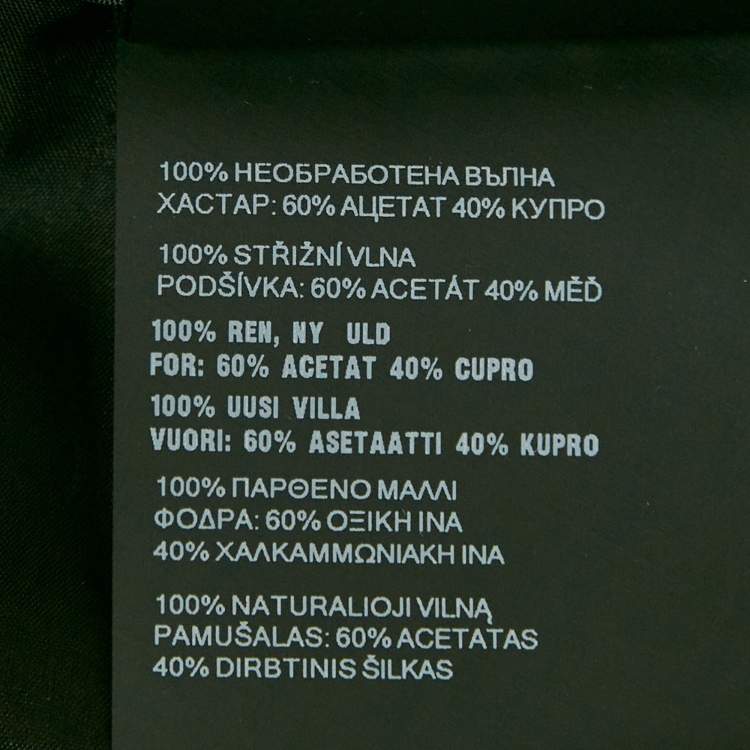 100% НЕОБРАБОТЕНА ВЪЛНА
ХАСТАР: 60% АЦЕТАТ 40% КУПРО
100% STŘIŽNÍ VLNA
PODŠÍVKA: 60% ACETÁT 40% MĚĎ
100% REN, NY ULD
FOR: 60% ACETAT 40% CUPRO
100% UUSI VILLA
VUORI: 60% ASETAATTI 40% KUPRO
100% ΠΑΡΘΕΝΟ ΜΑΛΛΙ
ΦΟΔΡΑ: 60% ΟΞΙΚΗ ΙΝΑ
40% ΧΑΛΚΑΜΜΩΝΙΑΚΗ ΙΝΑ
100% NATURALIOJI VILNĄ
PAMUŠALAS: 60% ACETATAS
40% DIRBTINIS ŠILKAS